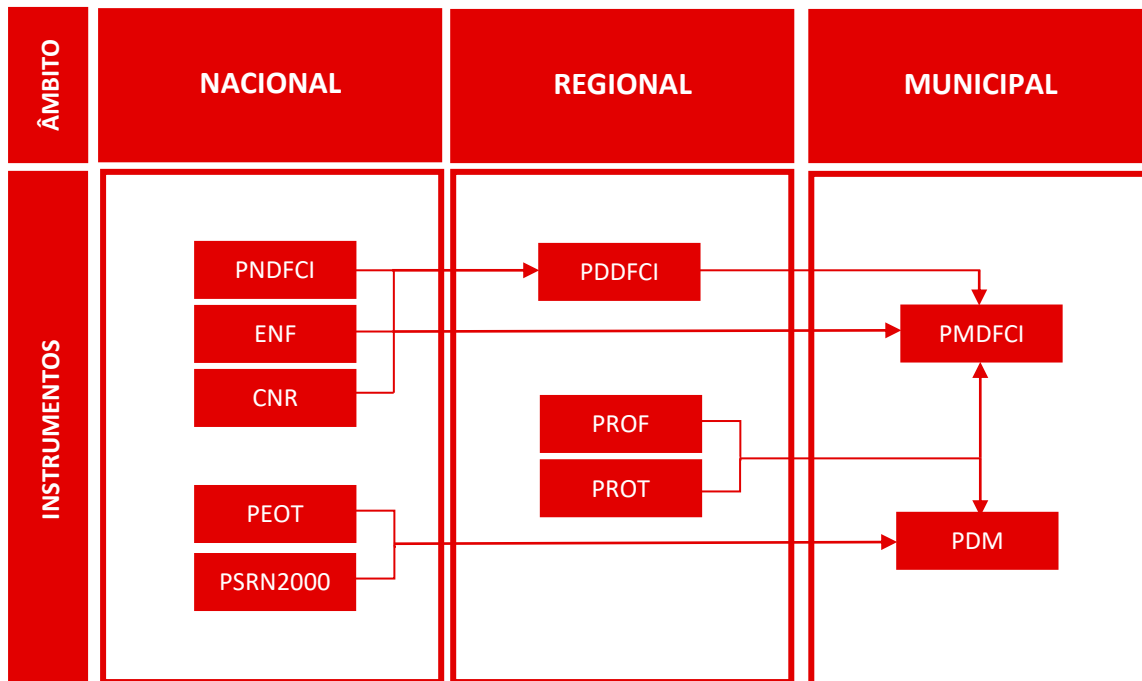 ÂMBITO
NACIONAL
REGIONAL
MUNICIPAL
INSTRUMENTOS
PNDFCI
ENF
CNR
PEOT
PSRN2000
PDDFCI
PROF
PROT
PMDFCI
PDM